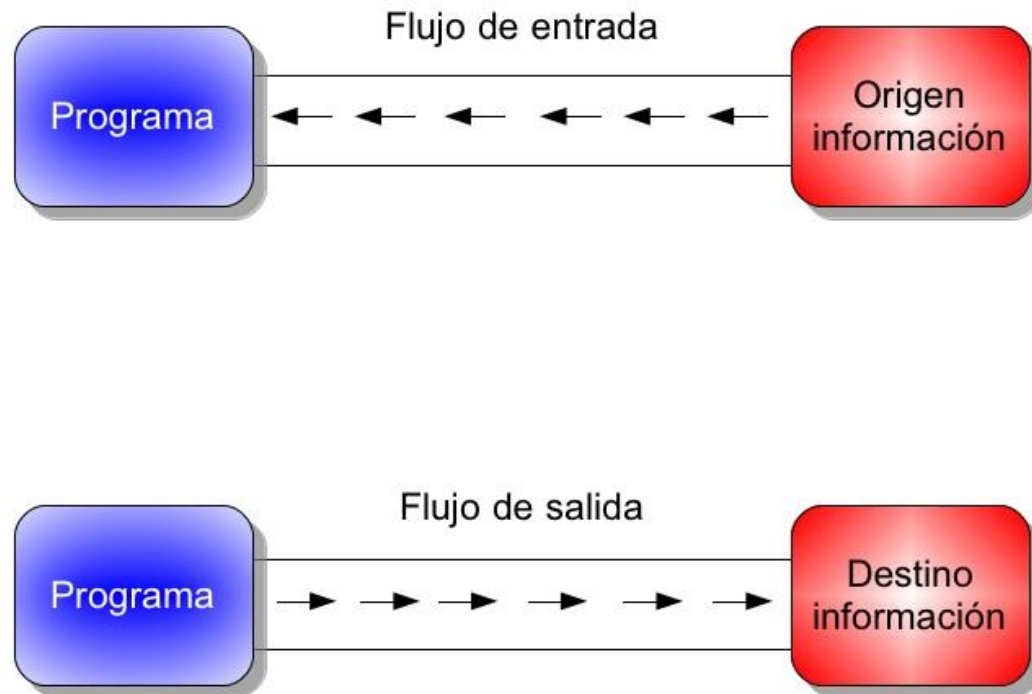 Flujo de entrada
Programa
Origen
información
Flujo de salida
Programa
Destino
información